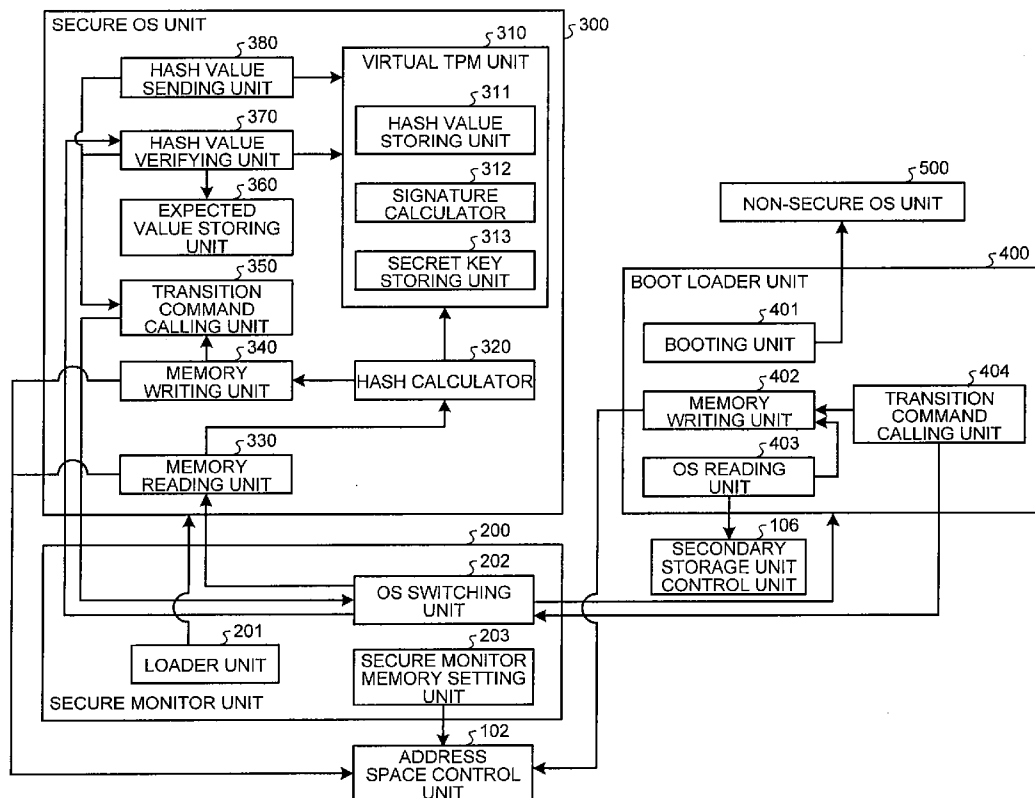 SECURE OS UNIT
300
380
HASH VALUE
SENDING UNIT
370
HASH VALUE
VERIFYING UNIT
360
EXPECTED
VALUE STORING
UNIT
350
TRANSITION
COMMAND
CALLING UNIT
340
MEMORY
WRITING UNIT
330
MEMORY
READING UNIT
310
VIRTUAL TPM UNIT
311
HASH VALUE
STORING UNIT
312
SIGNATURE
CALCULATOR
313
SECRET KEY
STORING UNIT
320
HASH CALCULATOR
500
NON-SECURE OS UNIT
400
BOOT LOADER UNIT
401
BOOTING UNIT
402
MEMORY
WRITING UNIT
403
OS READING
UNIT
404
TRANSITION
COMMAND
CALLING UNIT
106
SECONDARY
STORAGE UNIT
CONTROL UNIT
200
202
OS SWITCHING
UNIT
201
LOADER UNIT
203
SECURE MONITOR
MEMORY SETTING
UNIT
SECURE MONITOR UNIT
102
ADDRESS
SPACE CONTROL
UNIT